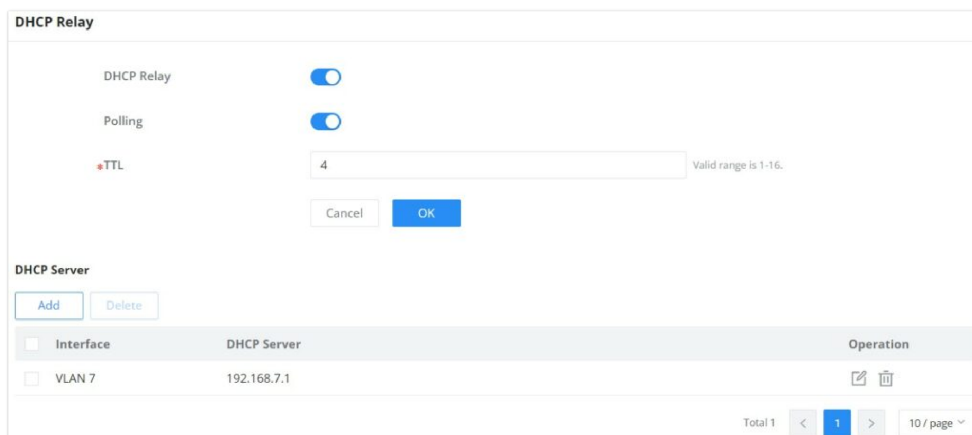 DHCP Relay
DHCP Relay
Polling
*TTL 4 Valid range is 1-16.
Cancel OK
DHCP Server
Add Delete
Interface DHCP Server Operation
VLAN 7 192.168.7.1
Total 1 < 1 > 10 / page